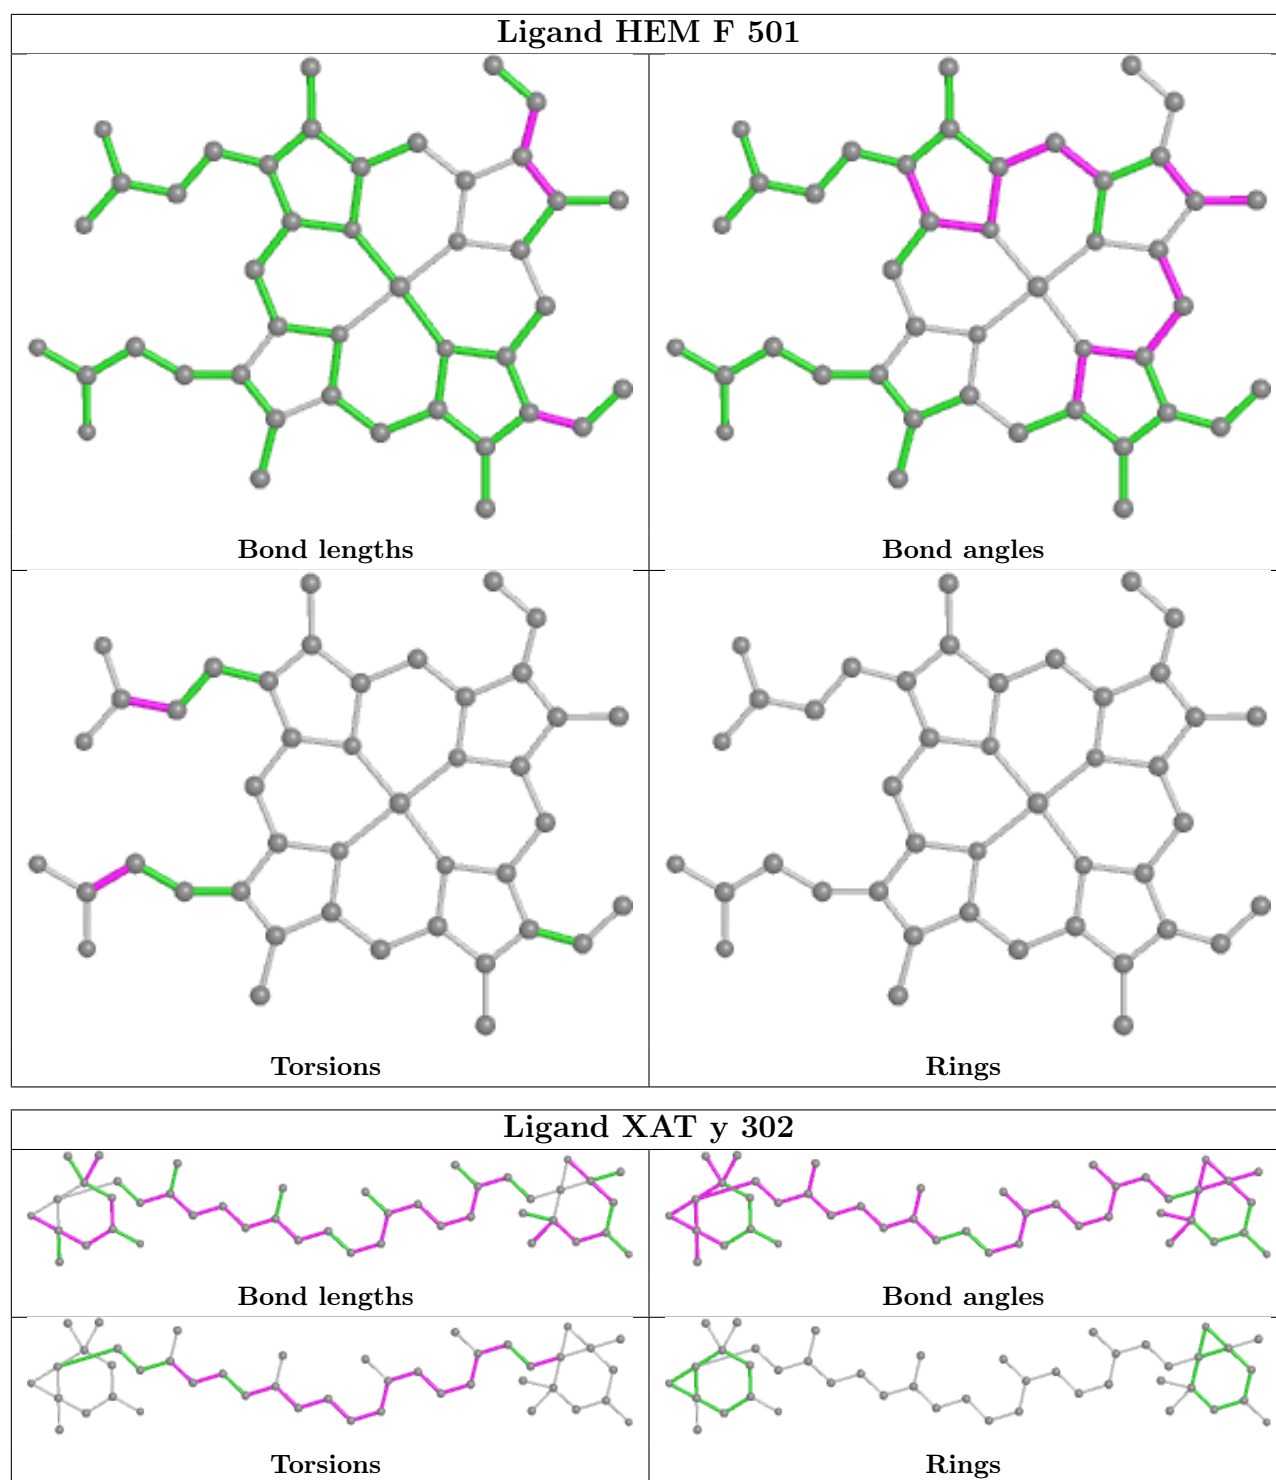 Ligand HEM F 501
Bond lengths
Bond angles
Torsions
Rings
Ligand XAT y 302
Bond lengths
Bond angles
Torsions
Rings